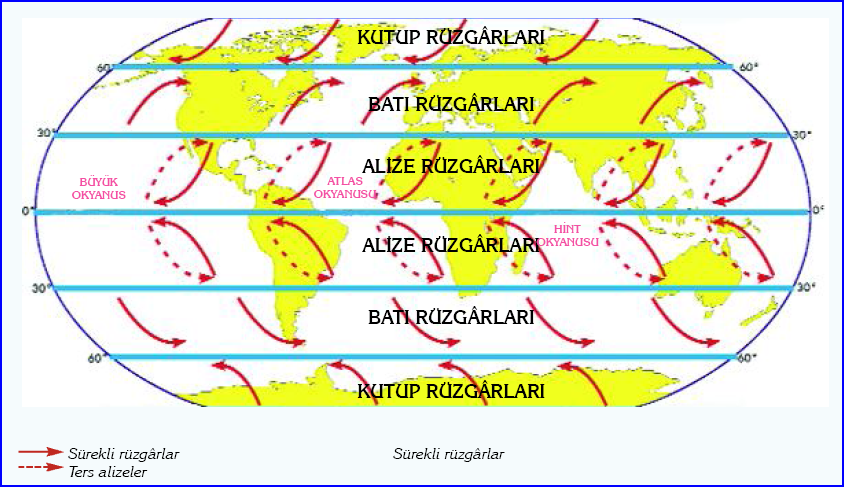 KUTUP RÜZGÂRLARI
60° 60°
BATI RÜZGÂRLARI
30° 30°
ALİZE RÜZGÂRLARI
BÜYÜK
OKYANUS
ATLAS
OKYANUSU
0° 0°
ALİZE RÜZGÂRLARI
HİNT
OKYANUSU
30° 30°
BATI RÜZGÂRLARI
60° 60°
KUTUP RÜZGÂRLARI
Sürekli rüzgârlar
Ters alizeler
Sürekli rüzgârlar